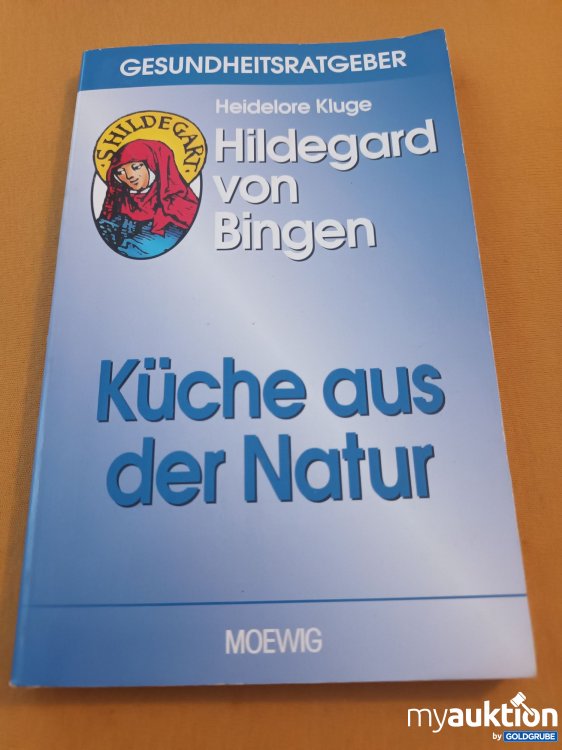 GESUNDHEITSRATGEBER
Heidelore Kluge
S. HILDEGART.
Hildegard
von
Bingen
Küche aus
der Natur
MOEWIG
myauktion
by GOLDGRUBE